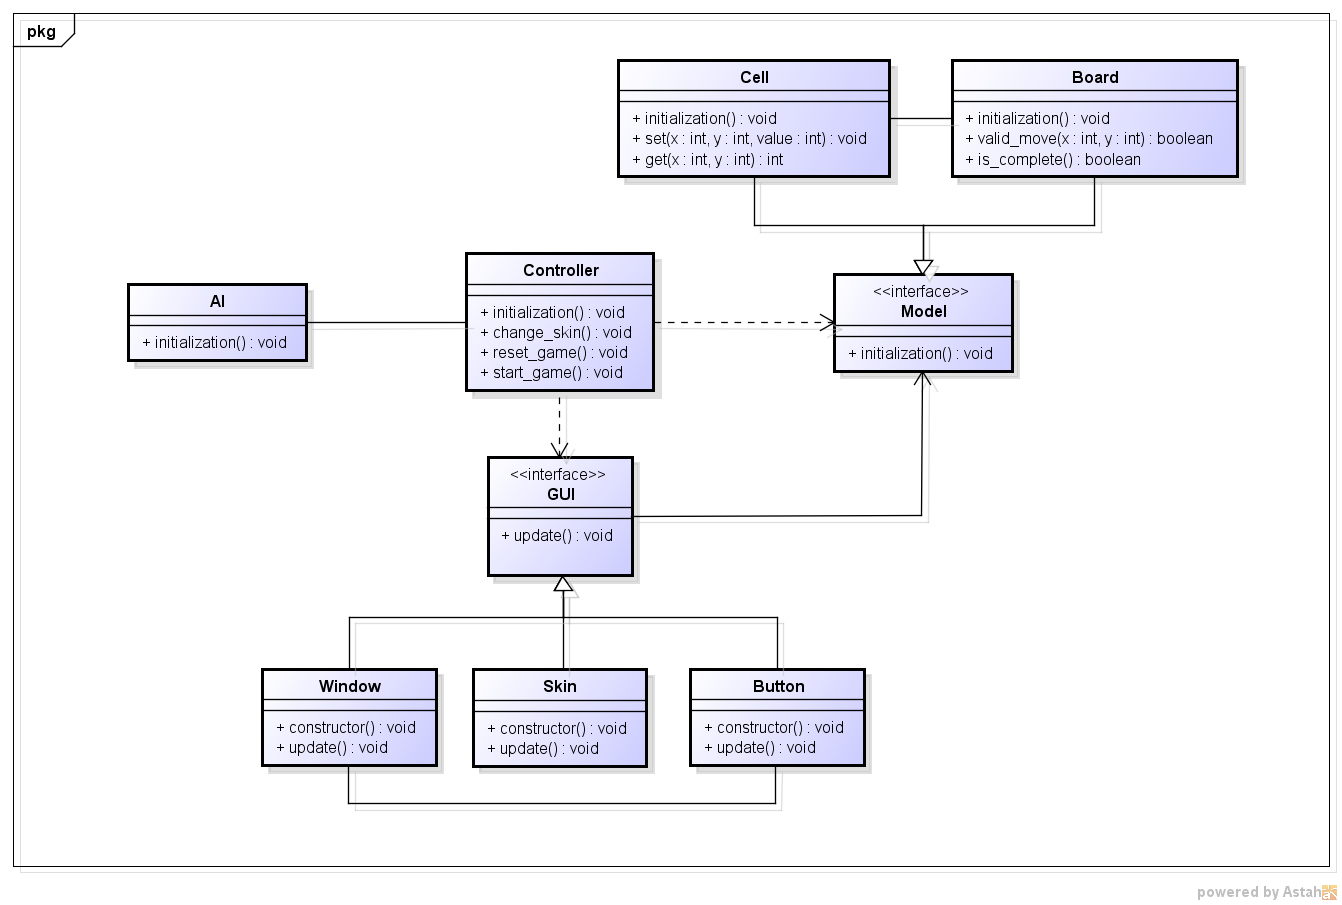 pkg
Cell
+ initialization() : void
+ set(x : int, y : int, value : int) : void
+ get(x : int, y : int) : int
Board
+ initialization() : void
+ valid_move(x : int, y : int) : boolean
+ is_complete() : boolean
AI
+ initialization() : void
Controller
+ initialization() : void
+ change_skin() : void
+ reset_game() : void
+ start_game() : void
<<interface>>
Model
+ initialization() : void
<<interface>>
GUI
+ update() : void
Window
+ constructor() : void
+ update() : void
Skin
+ constructor() : void
+ update() : void
Button
+ constructor() : void
+ update() : void
powered by Astah